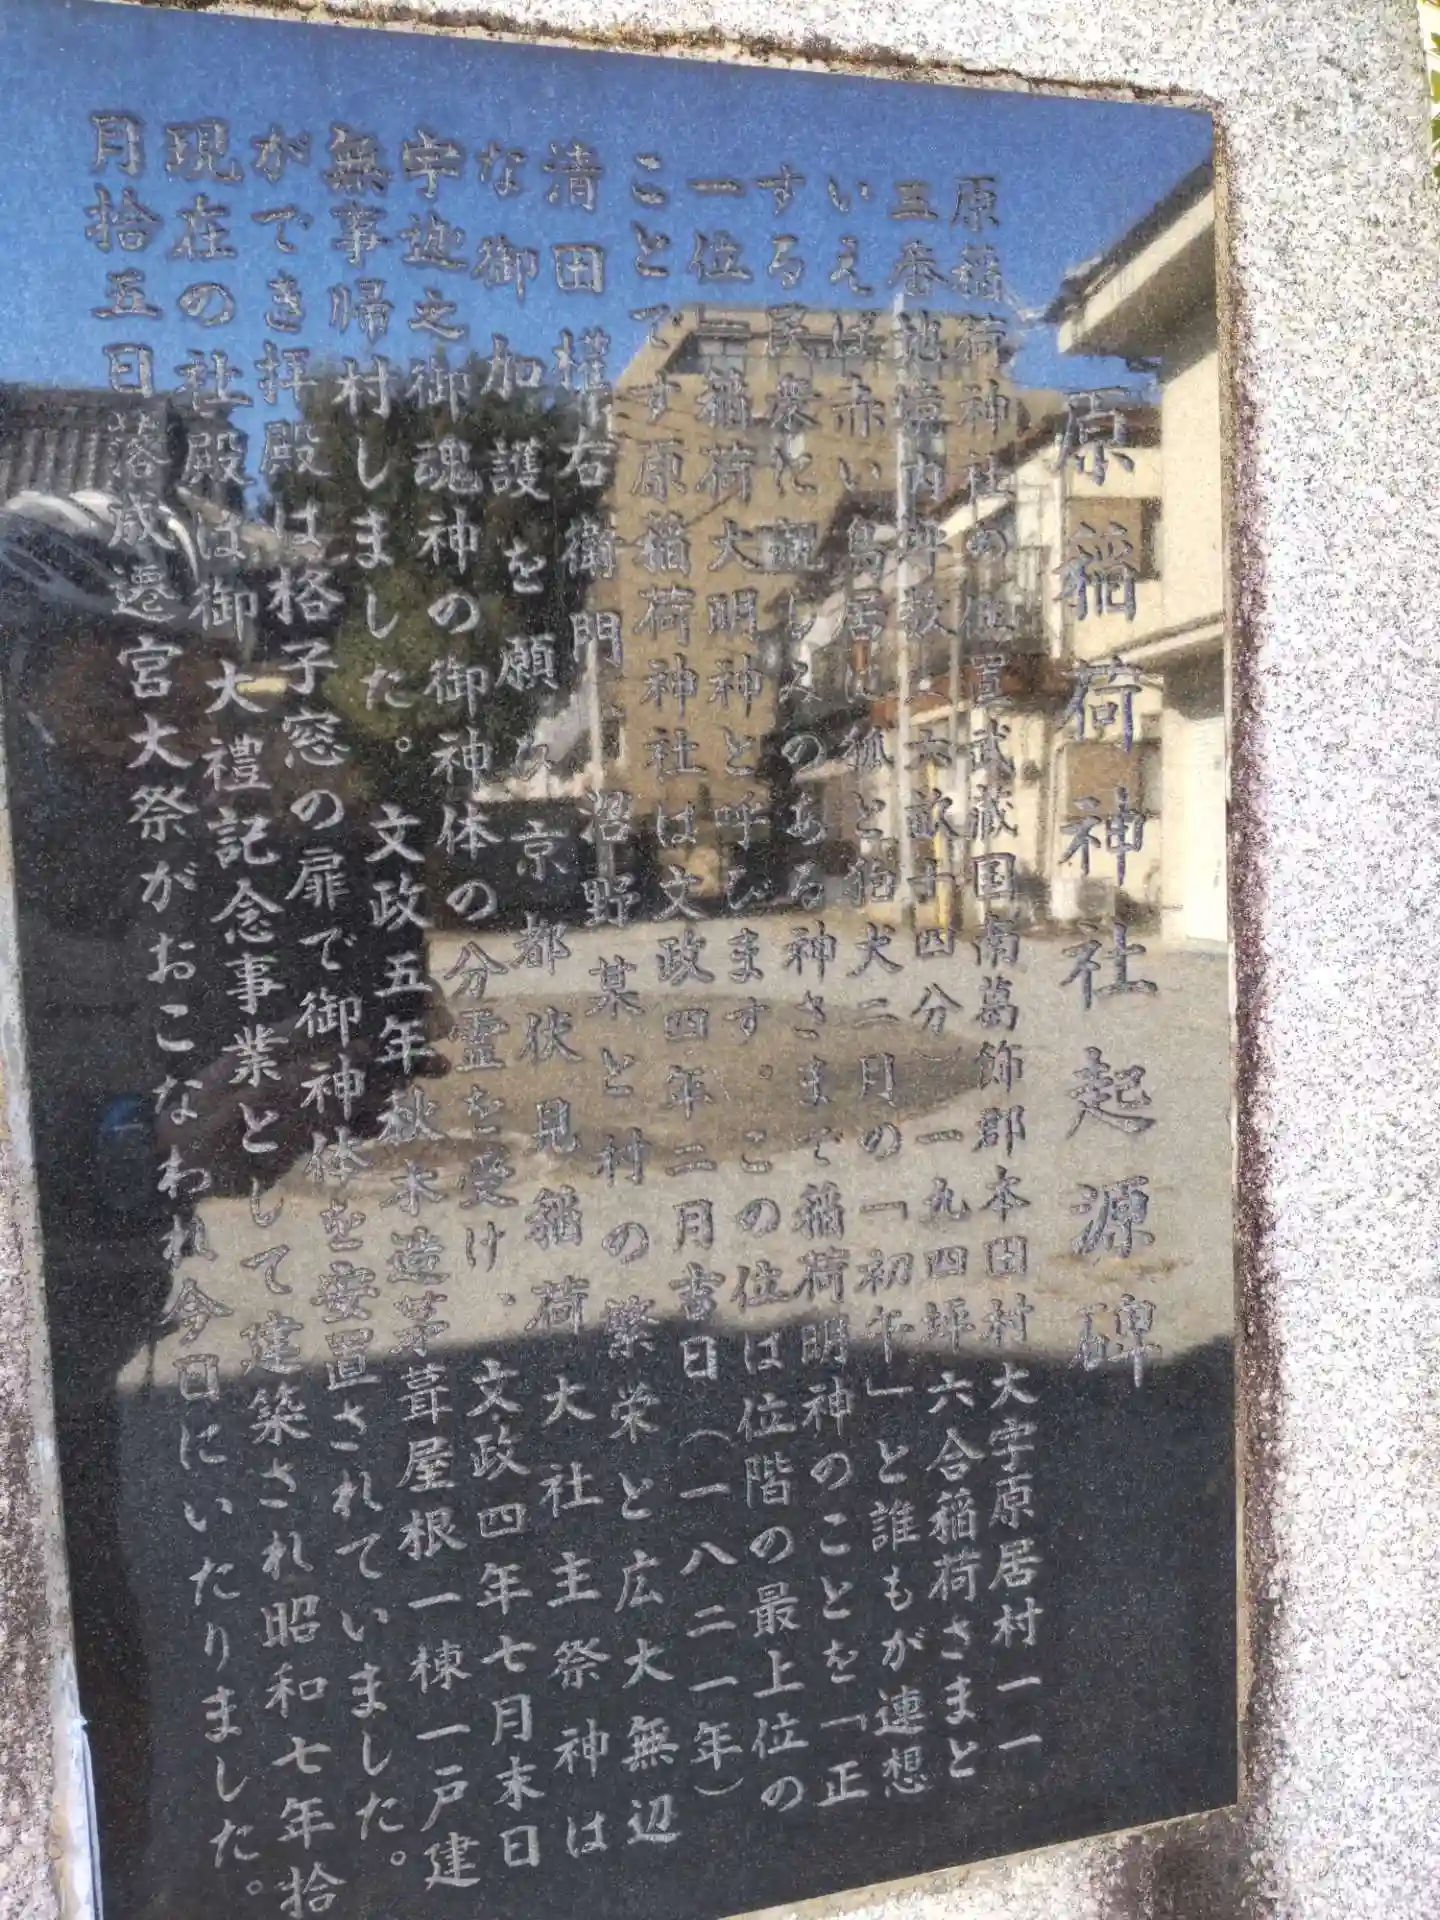 原稲荷神社起源碑
原稲荷神社の位置武蔵国南葛飾郡本田村大字原居村一一
三番地境内坪数(六畝十四分)一九四坪六合稲荷さまと
いえば赤い鳥居に狐と狛犬二月の「初午」と誰もが連想
する民衆に親しみのある神さまで稲荷明神のことを「正
一位」稲荷大明神と呼びます。この位は位階の最上位の
ことです原稲荷神社は文政四年二月吉日(一八二一年)
清田権右衛門、沼野某と村の繁栄と広大無辺
な御加護を願い京都伏見稲荷大社主祭神は
宇迦之御魂神の御神体の分霊を受け、文政四年七月末日
無事帰村しました。文政五年秋木造茅葺屋根一棟一戸建
ができ拝殿は格子窓の扉で御神体を安置されていました。
現在の社殿は御大禮記念事業として建築され昭和七年拾
月拾五日落成遷宮大祭がおこなわれ今日にいたりました。